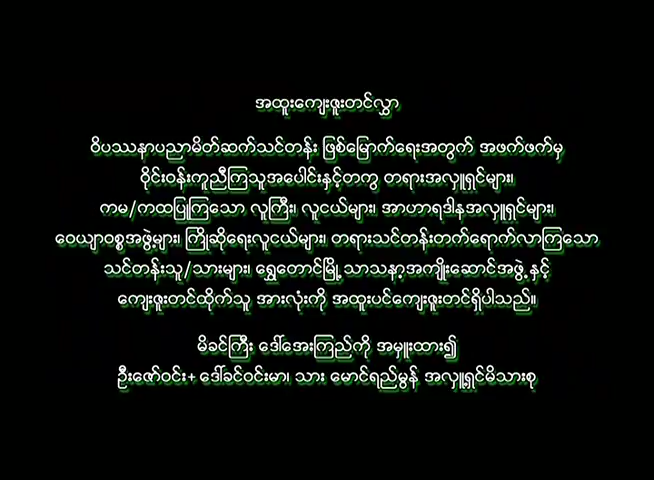 အထူးကျေးဇူးတင်လွှာ
ဝိပဿနာပညာမိတ်ဆက်သင်တန်း ဖြစ်မြောက်ရေးအတွက် အဖက်ဖက်မှ
ဝိုင်းဝန်းကူညီကြသူအပေါင်းနှင့်တကွ တရားအလှူရှင်များ၊
ကမ/ကထပြုကြသော လူကြီး၊ လူငယ်များ၊ အာဟာရဒါနအလှူရှင်များ၊
ဝေယျာဝစ္စအဖွဲ့များ၊ ကြိုဆိုရေးလူငယ်များ၊ တရားသင်တန်းတက်ရောက်လာကြသော
သင်တန်းသူ/သားများ၊ ရွှေတောင်မြို့ သာသနာ့အကျိုးဆောင်အဖွဲ့ နှင့်
ကျေးဇူးတင်ထိုက်သူ အားလုံးကို အထူးပင်ကျေးဇူးတင်ရှိပါသည်။
မိခင်ကြီး ဒေါ်အေးကြည်ကို အမှူးထား၍
ဦးဇော်ဝင်း+ဒေါ်ခင်ဝင်းမာ၊ သား မောင်ရည်မွန် အလှူရှင်မိသားစု